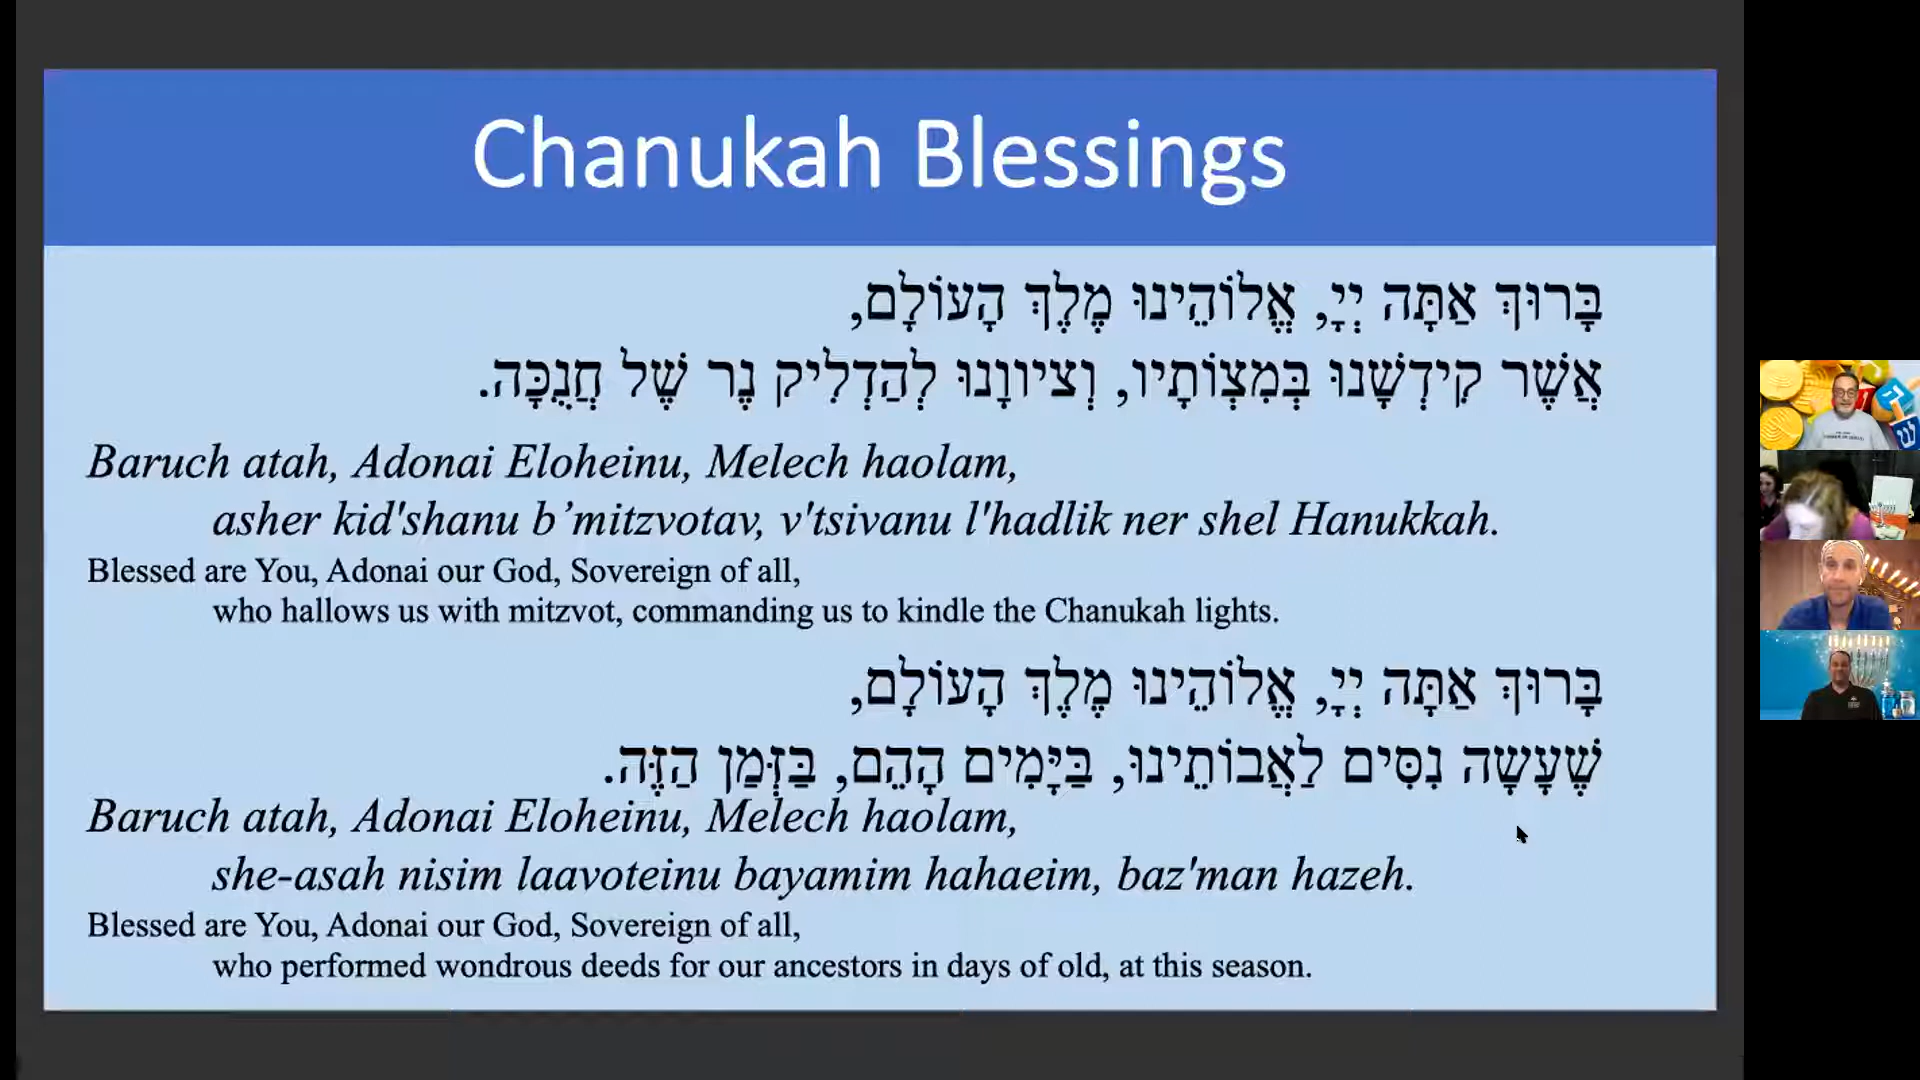 Chanukah Blessings
בָּרוּךְ אַתָּה יְיָ, אֱלוֹהֵינוּ מֶלֶךְ הָעוֹלָם,
אֲשֶׁר קִידְשָׁנוּ בְּמִצְוֹתָיו, וְציווָנוּ לְהַדְלִיק נֶר שֶׁל חֲנֻכָּה.
Baruch atah, Adonai Eloheinu, Melech haolam,
asher kid'shanu b’mitzvotav, v'tsivanu l'hadlik ner shel Hanukkah.
Blessed are You, Adonai our God, Sovereign of all,
who hallows us with mitzvot, commanding us to kindle the Chanukah lights.
בָּרוּךְ אַתָּה יְיָ, אֱלוֹהֵינוּ מֶלֶךְ הָעוֹלָם,
שֶׁעָשָׂה נִסִּים לַאֲבוֹתֵינוּ, בַּיָּמִים הָהֵם, בַּזְּמַן הַזֶּה.
Baruch atah, Adonai Eloheinu, Melech haolam,
she-asah nisim laavoteinu bayamim hahaeim, baz'man hazeh.
Blessed are You, Adonai our God, Sovereign of all,
who performed wondrous deeds for our ancestors in days of old, at this season.